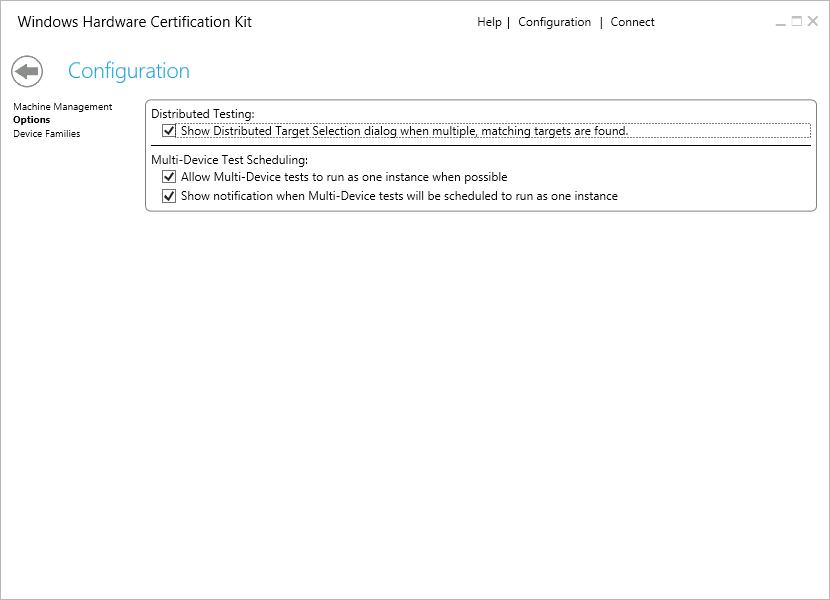 Windows Hardware Certification Kit
Help | Configuration | Connect
Configuration
Machine Management
Options
Device Families
Distributed Testing:
Show Distributed Target Selection dialog when multiple, matching targets are found.
Multi-Device Test Scheduling:
Allow Multi-Device tests to run as one instance when possible
Show notification when Multi-Device tests will be scheduled to run as one instance